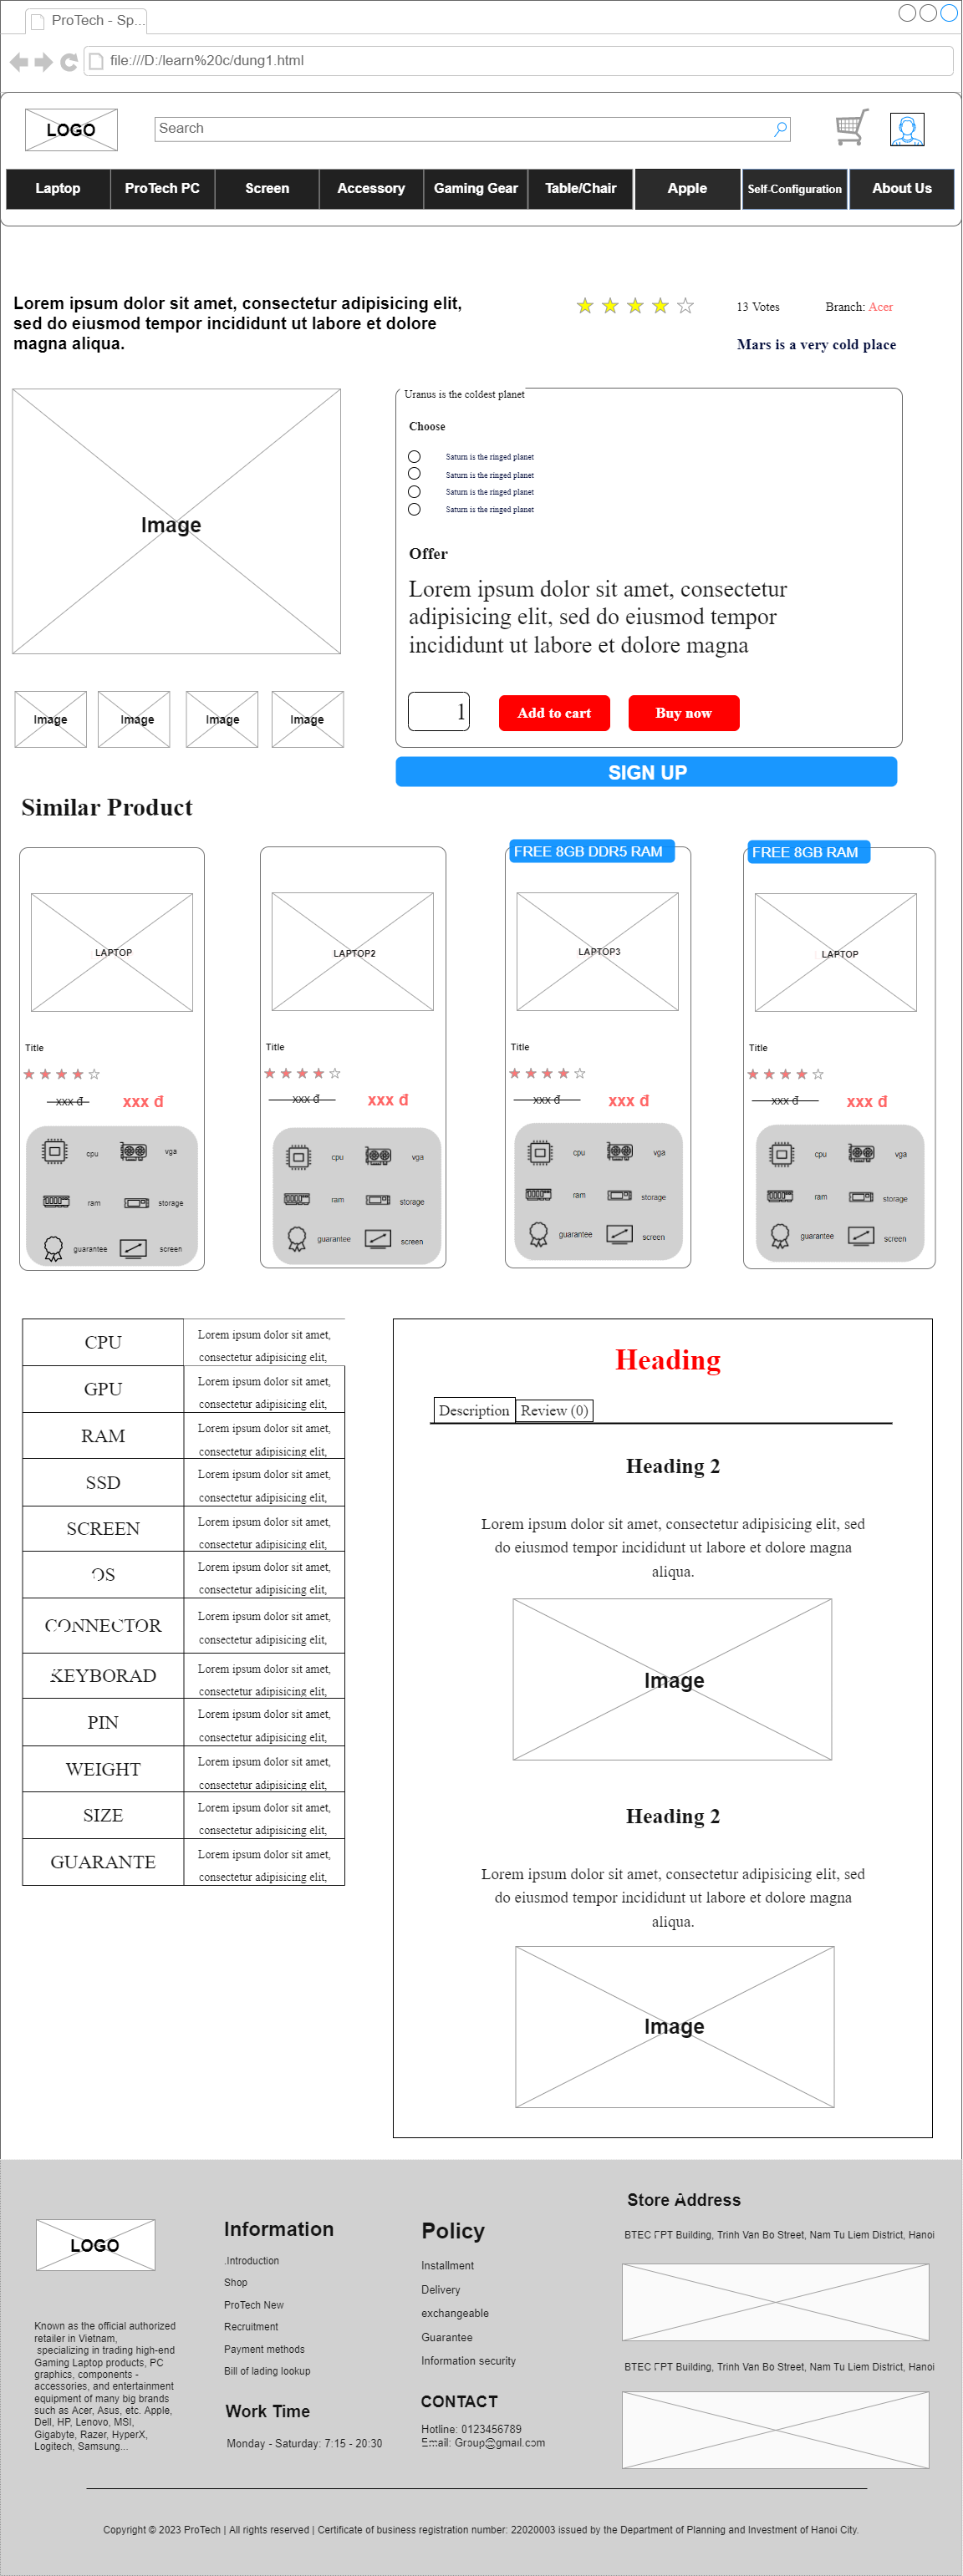 ProTech - Sp...
file:///D:/learn%20c/dung1.html
LOGO
Search
Laptop
ProTech PC
Screen
Accessory
Gaming Gear
Table/Chair
Apple
Self-Configuration
About Us
Lorem ipsum dolor sit amet, consectetur adipisicing elit,
sed do eiusmod tempor incididunt ut labore et dolore
magna aliqua.
13 Votes
Branch: Acer
Mars is a very cold place
Image
Image
Image
Image
Image
Uranus is the coldest planet
Choose
Saturn is the ringed planet
Saturn is the ringed planet
Saturn is the ringed planet
Saturn is the ringed planet
Offer
Lorem ipsum dolor sit amet, consectetur
adipisicing elit, sed do eiusmod tempor
incididunt ut labore et dolore magna
1
Add to cart
Buy now
SIGN UP
Similar Product
LAPTOP
Title
xxx đ
xxx đ
cpu
vga
ram
storage
guarantee
screen
LAPTOP2
Title
xxx đ
xxx đ
cpu
vga
ram
storage
guarantee
screen
FREE 8GB DDR5 RAM
LAPTOP3
Title
xxx đ
xxx đ
cpu
vga
ram
storage
guarantee
screen
FREE 8GB RAM
LAPTOP
Title
xxx đ
xxx đ
cpu
vga
ram
storage
guarantee
screen
CPU
Lorem ipsum dolor sit amet,
consectetur adipisicing elit,
GPU
Lorem ipsum dolor sit amet,
consectetur adipisicing elit,
RAM
Lorem ipsum dolor sit amet,
consectetur adipisicing elit,
SSD
Lorem ipsum dolor sit amet,
consectetur adipisicing elit,
SCREEN
Lorem ipsum dolor sit amet,
consectetur adipisicing elit,
OS
Lorem ipsum dolor sit amet,
consectetur adipisicing elit,
CONNECTOR
Lorem ipsum dolor sit amet,
consectetur adipisicing elit,
KEYBORAD
Lorem ipsum dolor sit amet,
consectetur adipisicing elit,
PIN
Lorem ipsum dolor sit amet,
consectetur adipisicing elit,
WEIGHT
Lorem ipsum dolor sit amet,
consectetur adipisicing elit,
SIZE
Lorem ipsum dolor sit amet,
consectetur adipisicing elit,
GUARANTE
Lorem ipsum dolor sit amet,
consectetur adipisicing elit,
Heading
Description
Review (0)
Heading 2
Lorem ipsum dolor sit amet, consectetur adipisicing elit, sed
do eiusmod tempor incididunt ut labore et dolore magna
aliqua.
Image
Heading 2
Lorem ipsum dolor sit amet, consectetur adipisicing elit, sed
do eiusmod tempor incididunt ut labore et dolore magna
aliqua.
Image
LOGO
Known as the official authorized
retailer in Vietnam,
specializing in trading high-end
Gaming Laptop products, PC
graphics, components -
accessories, and entertainment
equipment of many big brands
such as Acer, Asus, etc. Apple,
Dell, HP, Lenovo, MSI,
Gigabyte, Razer, HyperX,
Logitech, Samsung...
Information
.Introduction
Shop
ProTech New
Recruitment
Payment methods
Bill of lading lookup
Work Time
Monday - Saturday: 7:15 - 20:30
Policy
Installment
Delivery
exchangeable
Guarantee
Information security
CONTACT
Hotline: 0123456789
Email: Group@gmail.com
Store Address
BTEC FPT Building, Trinh Van Bo Street, Nam Tu Liem District, Hanoi
BTEC FPT Building, Trinh Van Bo Street, Nam Tu Liem District, Hanoi
Copyright © 2023 ProTech | All rights reserved | Certificate of business registration number: 22020003 issued by the Department of Planning and Investment of Hanoi City.